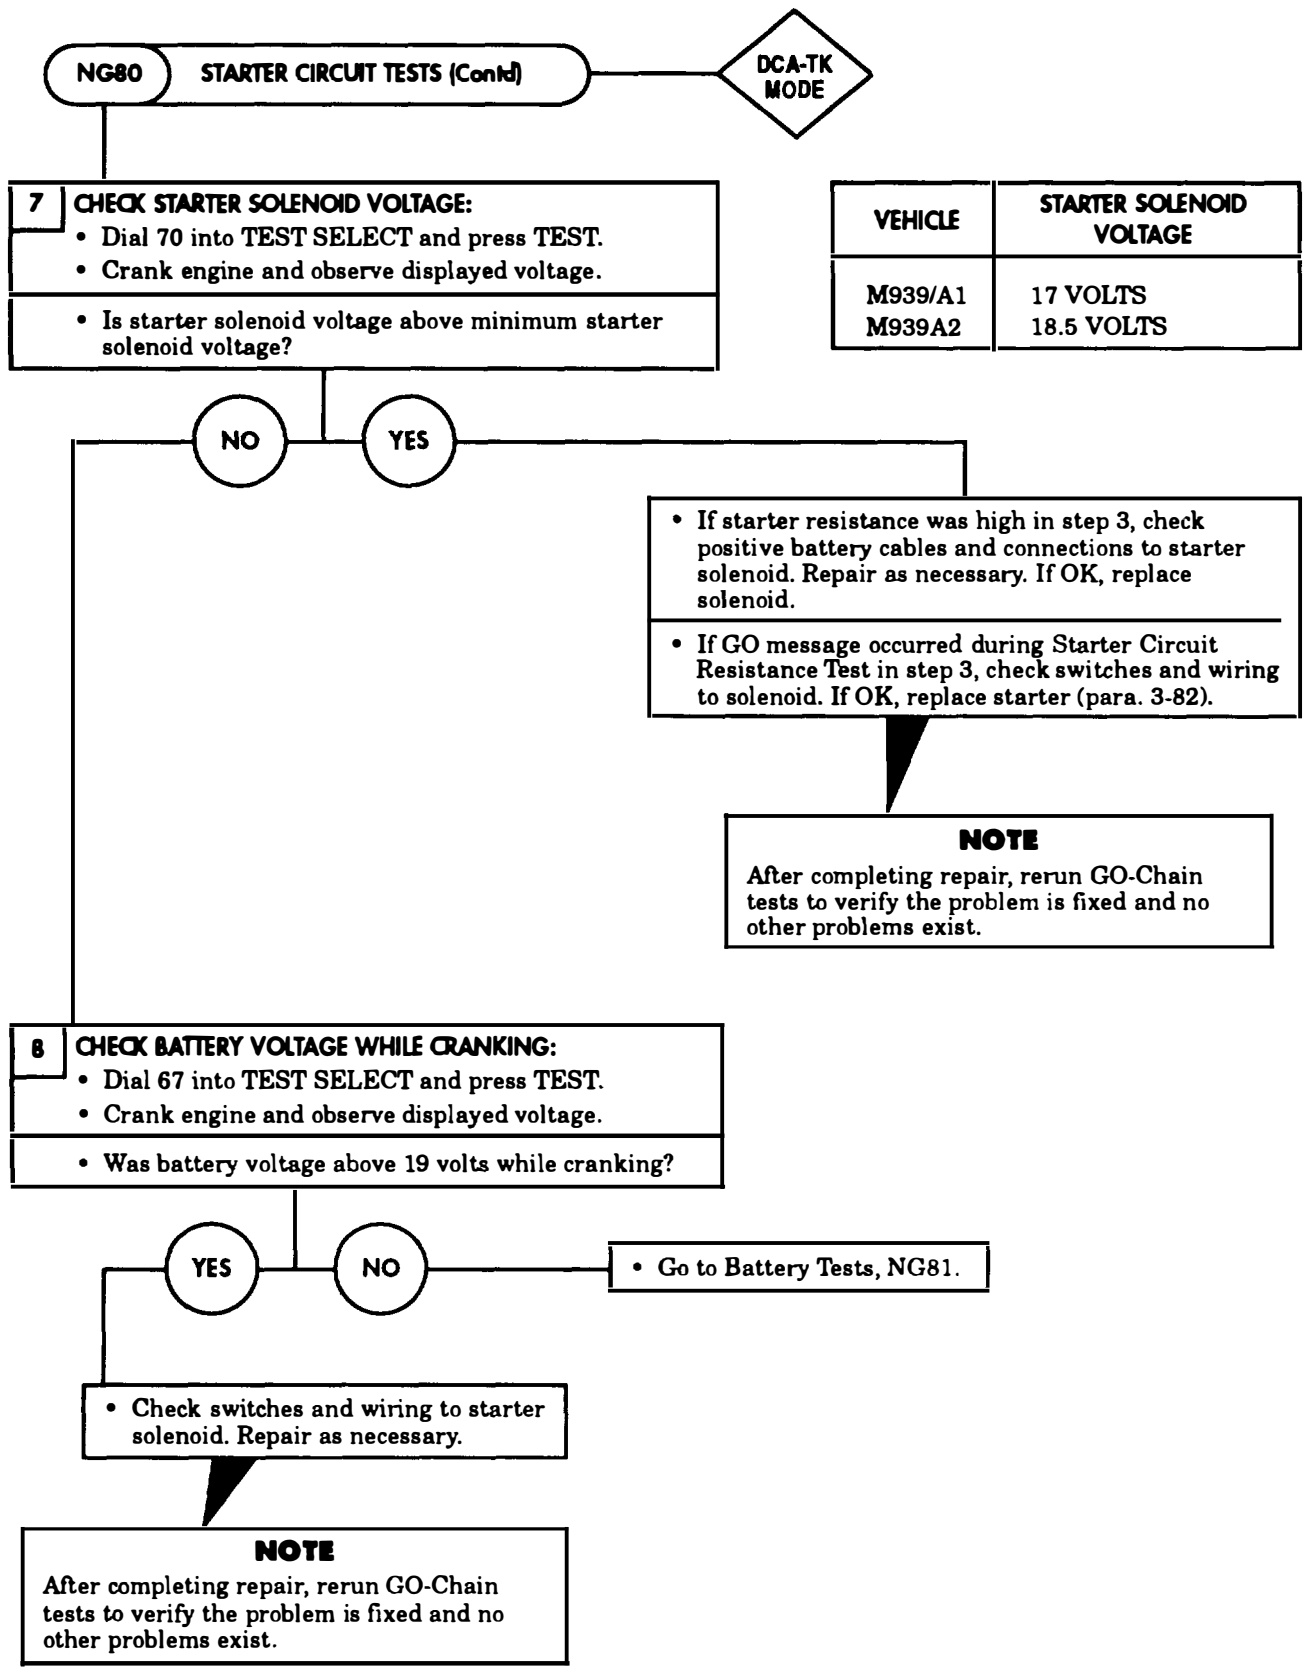 NG80 STARTER CIRCUIT TESTS (Contd)
DCA-TK
MODE
7 CHECK STARTER SOLENOID VOLTAGE:
• Dial 70 into TEST SELECT and press TEST.
• Crank engine and observe displayed voltage.
• Is starter solenoid voltage above minimum starter
solenoid voltage?
VEHICLE STARTER SOLENOID
VOLTAGE
M939/A1 17 VOLTS
M939A2 18.5 VOLTS
NO YES
• If starter resistance was high in step 3, check
positive battery cables and connections to starter
solenoid. Repair as necessary. If OK, replace
solenoid.
• If GO message occurred during Starter Circuit
Resistance Test in step 3, check switches and wiring
to solenoid. If OK, replace starter (para. 3-82).
NOTE
After completing repair, rerun GO-Chain
tests to verify the problem is fixed and no
other problems exist.
8 CHECK BATTERY VOLTAGE WHILE CRANKING:
• Dial 67 into TEST SELECT and press TEST.
• Crank engine and observe displayed voltage.
• Was battery voltage above 19 volts while cranking?
YES NO
• Go to Battery Tests, NG81.
• Check switches and wiring to starter
solenoid. Repair as necessary.
NOTE
After completing repair, rerun GO-Chain
tests to verify the problem is fixed and no
other problems exist.